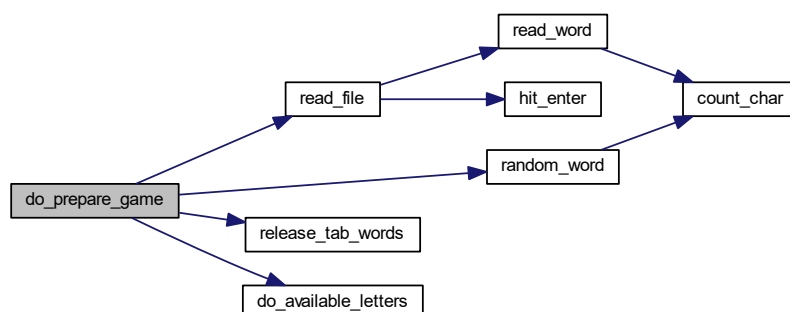 read_word
read_file
hit_enter
count_char
random_word
do_prepare_game
release_tab_words
do_available_letters